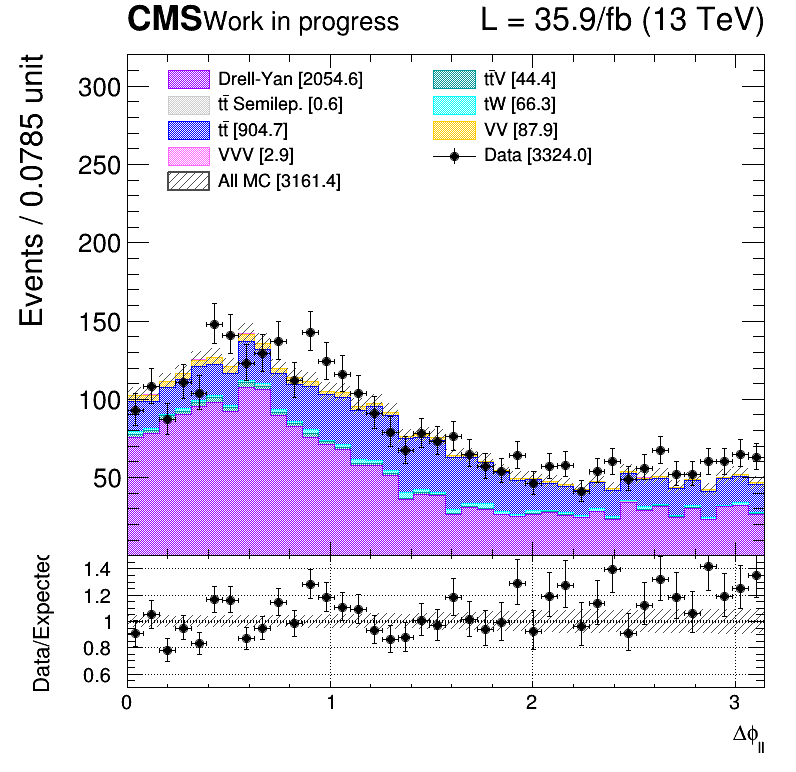 CMS Work in progress L = 35.9/fb (13 TeV)
Events / 0.0785 unit
300
250
200
150
100
50
Drell-Yan [2054.6]
tt̄ Semilep. [0.6]
tt̄ [904.7]
VVV [2.9]
All MC [3161.4]
tt̄V [44.4]
tW [66.3]
VV [87.9]
Data [3324.0]
Data/Expected
1.4
1.2
1
0.8
0.6
0 1 2 3
Δϕ_ll